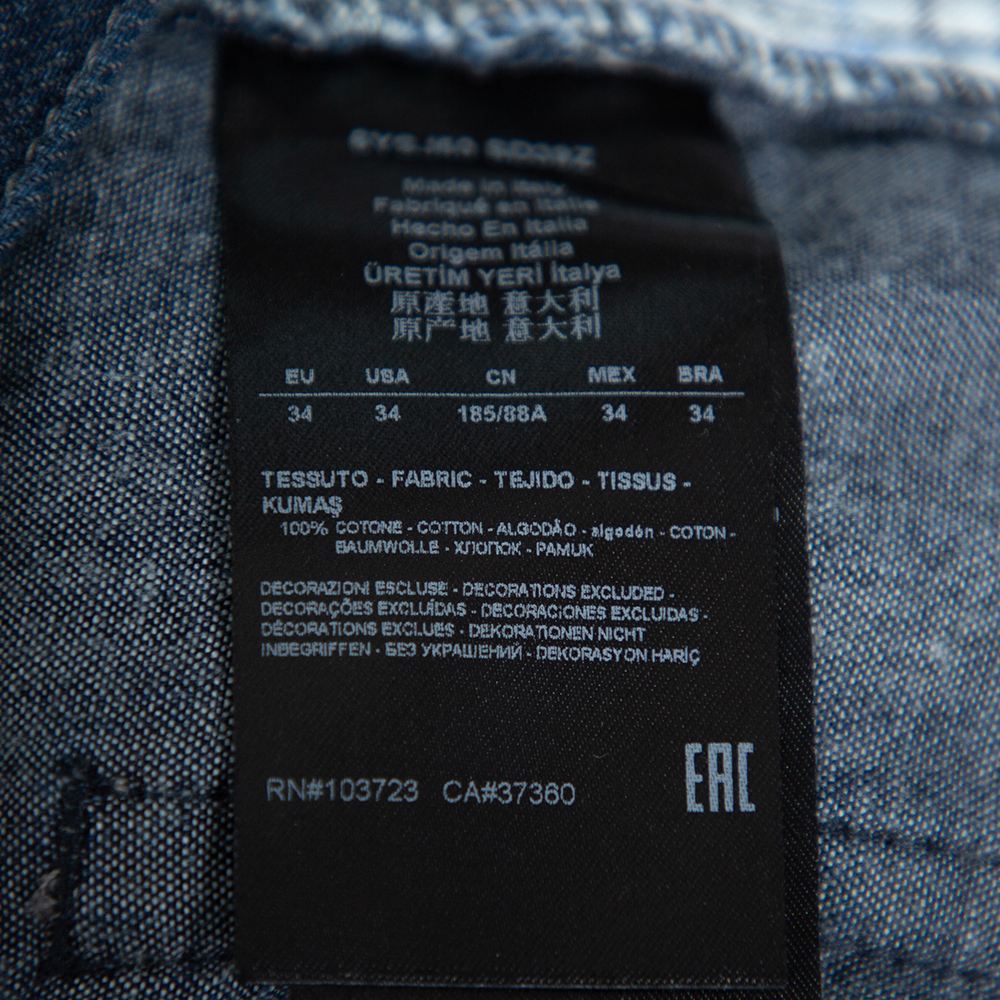 Made in Italy
Fabriqué en Italie
Hecho En Italia
Origem Itália
ÜRETİM YERİ İtalya
原産地 意大利
原产地 意大利
EU USA CN MEX BRA
34 34 185/88A 34 34
TESSUTO - FABRIC - TEJIDO - TISSUS -
KUMAŞ
100% COTONE - COTTON - ALGODÃO - algodón - COTON -
BAUMWOLLE - ХЛОПОК - PAMUK
DECORAZIONI ESCLUSE - DECORATIONS EXCLUDED -
DECORAÇÕES EXCLUÍDAS - DECORACIONES EXCLUIDAS -
DÉCORATIONS EXCLUES - DEKORATIONEN NICHT
INBEGRIFFEN - БЕЗ УКРАШЕНИЙ - DEKORASYON HARİÇ
RN#103723 CA#37360
EAC